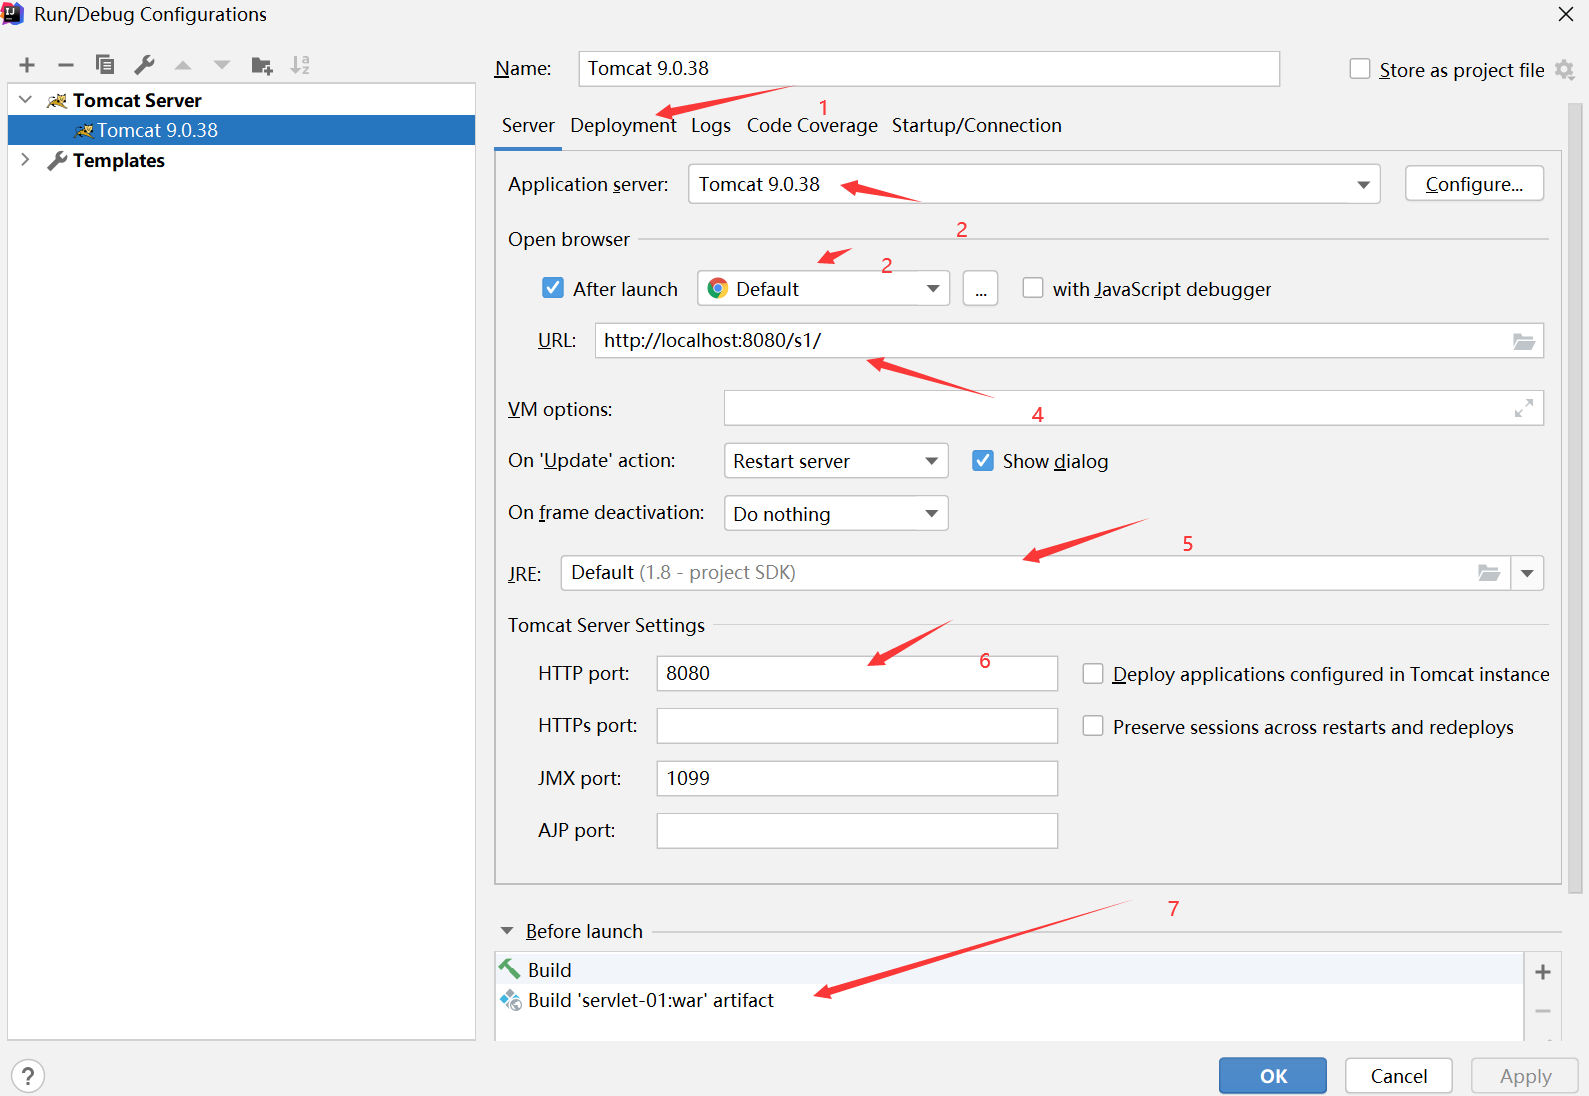 Run/Debug Configurations
Tomcat Server
Tomcat 9.0.38
Templates
Name: Tomcat 9.0.38 Store as project file
1
Server Deployment Logs Code Coverage Startup/Connection
Application server: Tomcat 9.0.38 Configure...
2
Open browser
2
After launch Default ... with JavaScript debugger
URL: http://localhost:8080/s1/
4
VM options:
On 'Update' action: Restart server Show dialog
On frame deactivation: Do nothing
5
JRE: Default (1.8 - project SDK)
Tomcat Server Settings
6
HTTP port: 8080 Deploy applications configured in Tomcat instance
HTTPs port: Preserve sessions across restarts and redeploys
JMX port: 1099
AJP port:
7
Before launch
Build
Build 'servlet-01:war' artifact
? OK Cancel Apply